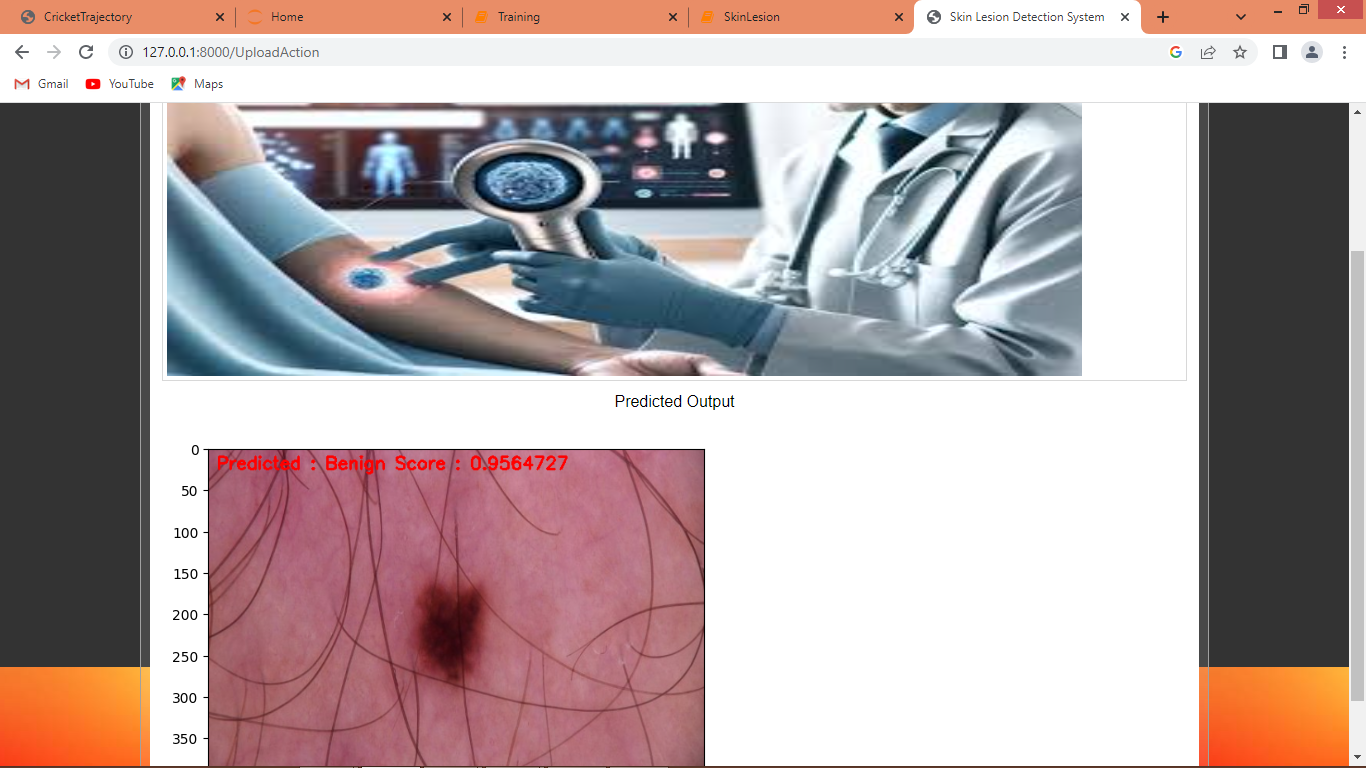 CricketTrajectory
Home
Training
SkinLesion
Skin Lesion Detection System
127.0.0.1:8000/UploadAction
Gmail
YouTube
Maps
Predicted Output
Predicted : Benign Score : 0.9564727
0
50
100
150
200
250
300
350